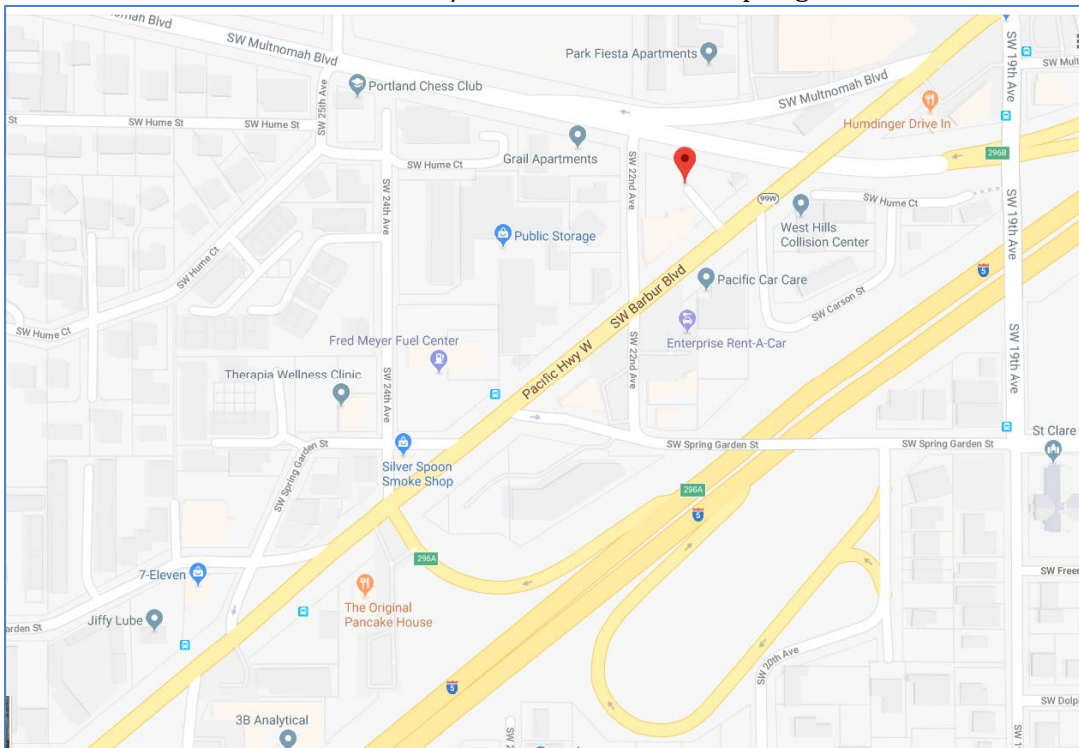 SW Multnomah Blvd
SW Multnomah Blvd
Park Fiesta Apartments
SW 19th Ave
Portland Chess Club
SW Multnomah Blvd
SW 25th Ave
Humdinger Drive In
St
SW Hume St
SW Hume St
SW Hume Ct
Grail Apartments
296B
SW 24th Ave
SW 22nd Ave
99W
SW Hume Ct
SW 19th Ave
West Hills
Collision Center
Public Storage
SW Hume Ct
SW Barbur Blvd
Pacific Car Care
5
SW Carson St
SW Hume Ct
Fred Meyer Fuel Center
Enterprise Rent-A-Car
SW 22nd Ave
SW 19th Ave
Pacific Hwy W
Therapia Wellness Clinic
SW 24th Ave
SW Spring Garden St
SW Spring Garden St
St Clare
SW Spring Garden St
Silver Spoon
Smoke Shop
296A
5
296A
7-Eleven
SW Free
The Original
Pancake House
Jiffy Lube
arden St
SW 20th Ave
5
SW Dolp
3B Analytical